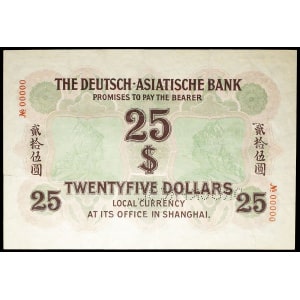 THE DEUTSCH-ASIATISCHE BANK
PROMISES TO PAY THE BEARER
№ 00000
25
$
貳拾伍圓
貳拾伍圓
TWENTYFIVE DOLLARS
25
LOCAL CURRENCY
25
AT ITS OFFICE IN SHANGHAI.
№ 00000